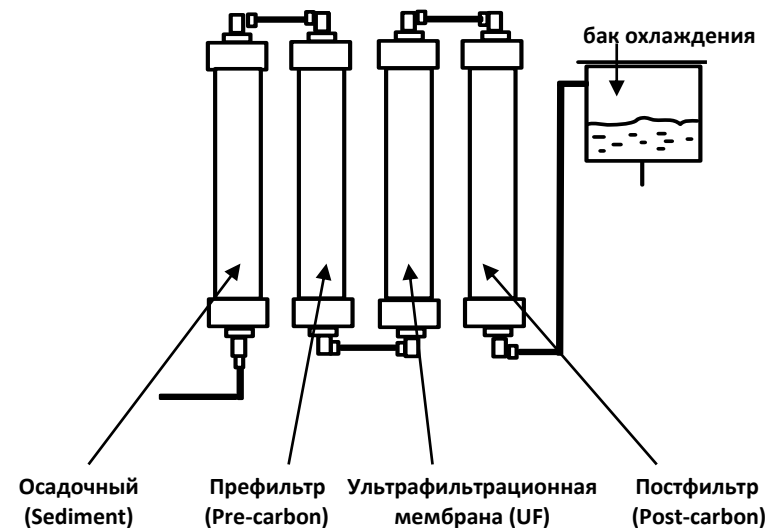 бак охлаждения
Осадочный
(Sediment)
Префильтр
(Pre-carbon)
Ультрафильтрационная
мембрана (UF)
Постфильтр
(Post-carbon)